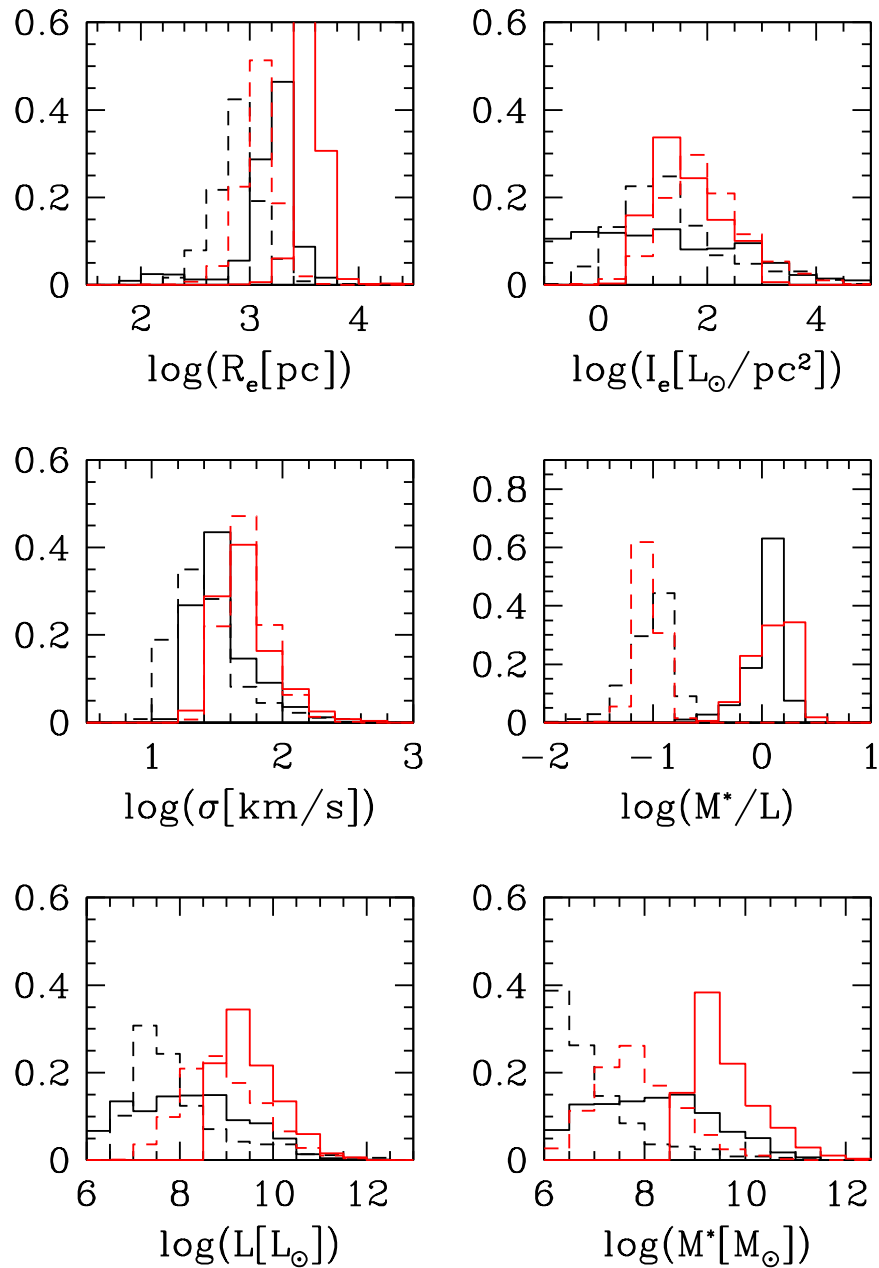 0.6 0.6
0.4 0.4
0.2 0.2
0 0
2 3 4 0 2 4
log(Rₑ[pc]) log(Iₑ[L⊙/pc²])
0.6 0.8
0.4 0.6
0.2 0.4
0.2
0 0
1 2 3 −2 −1 0 1
log(σ[km/s]) log(M*/L)
0.6 0.6
0.4 0.4
0.2 0.2
0 0
6 8 10 12 6 8 10 12
log(L[L⊙]) log(M*[M⊙])